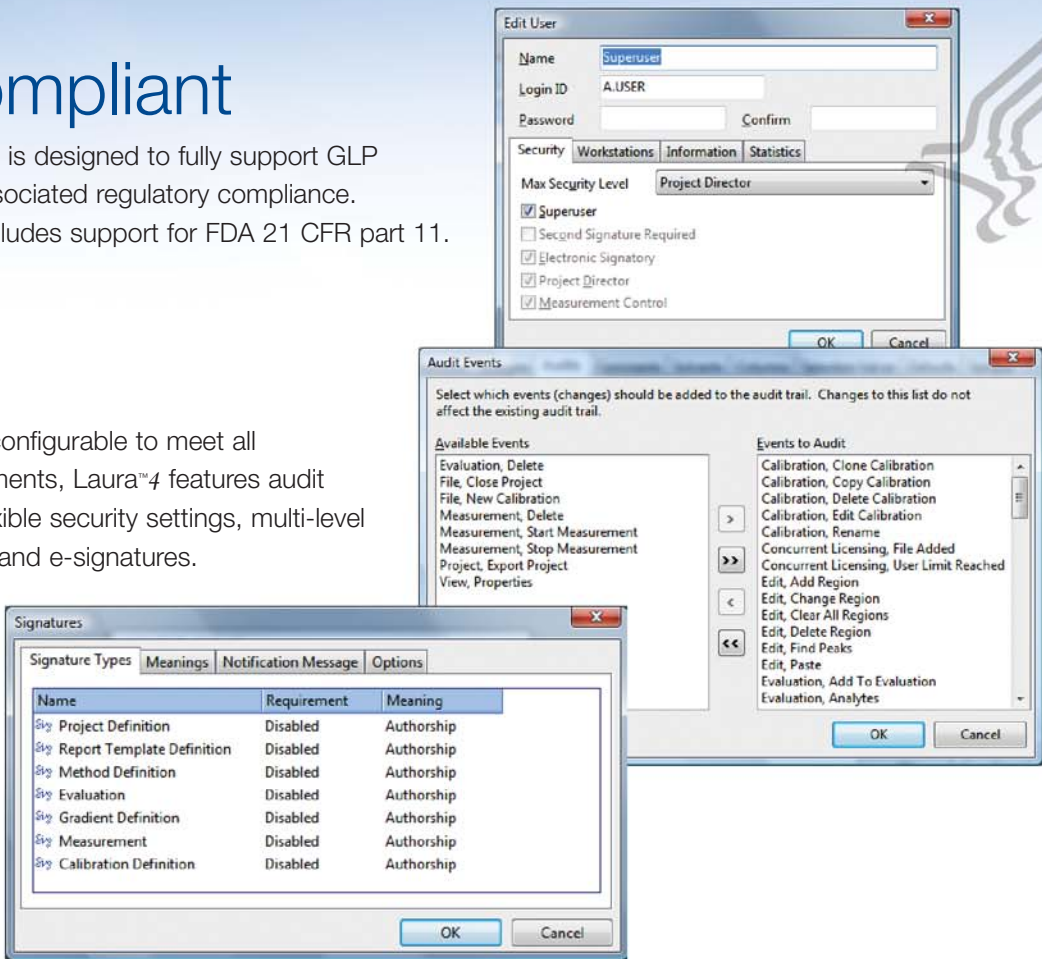 ompliant
is designed to fully support GLP
sociated regulatory compliance.
ludes support for FDA 21 CFR part 11.
configurable to meet all
ments, Laura™4 features audit
xible security settings, multi-level
and e-signatures.
Edit User
Name Superuser
Login ID A.USER
Password Confirm
Security Workstations Information Statistics
Max Security Level Project Director
Superuser
Second Signature Required
Electronic Signatory
Project Director
Measurement Control
OK Cancel
Audit Events
Select which events (changes) should be added to the audit trail. Changes to this list do not
affect the existing audit trail.
Available Events
Evaluation, Delete
File, Close Project
File, New Calibration
Measurement, Delete
Measurement, Start Measurement
Measurement, Stop Measurement
Project, Export Project
View, Properties
>
>>
<
<<
Events to Audit
Calibration, Clone Calibration
Calibration, Copy Calibration
Calibration, Delete Calibration
Calibration, Edit Calibration
Calibration, Rename
Concurrent Licensing, File Added
Concurrent Licensing, User Limit Reached
Edit, Add Region
Edit, Change Region
Edit, Clear All Regions
Edit, Delete Region
Edit, Find Peaks
Edit, Paste
Evaluation, Add To Evaluation
Evaluation, Analytes
OK Cancel
Signatures
Signature Types Meanings Notification Message Options
Name Requirement Meaning
Project Definition Disabled Authorship
Report Template Definition Disabled Authorship
Method Definition Disabled Authorship
Evaluation Disabled Authorship
Gradient Definition Disabled Authorship
Measurement Disabled Authorship
Calibration Definition Disabled Authorship
OK Cancel